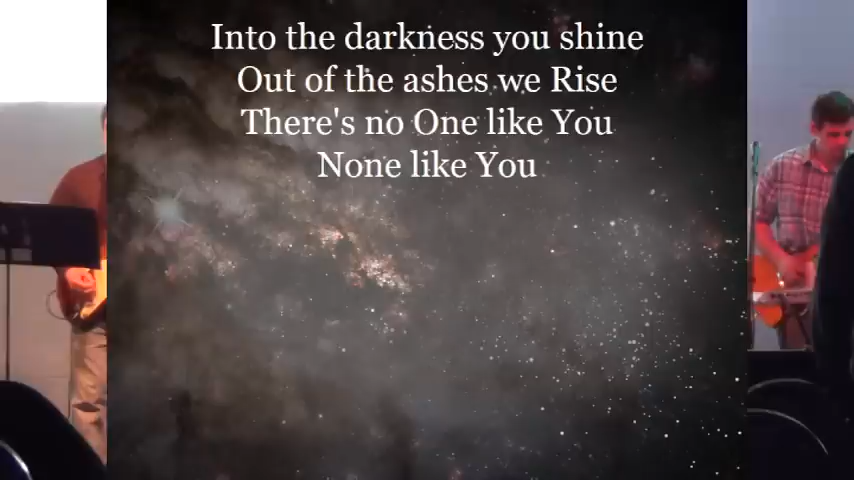 Into the darkness you shine
Out of the ashes we Rise
There's no One like You
None like You